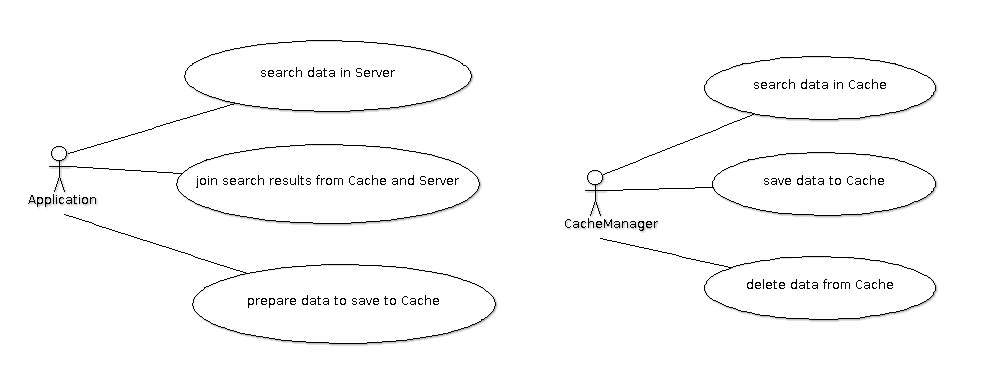 search data in Server
join search results from Cache and Server
Application
prepare data to save to Cache
search data in Cache
save data to Cache
CacheManager
delete data from Cache